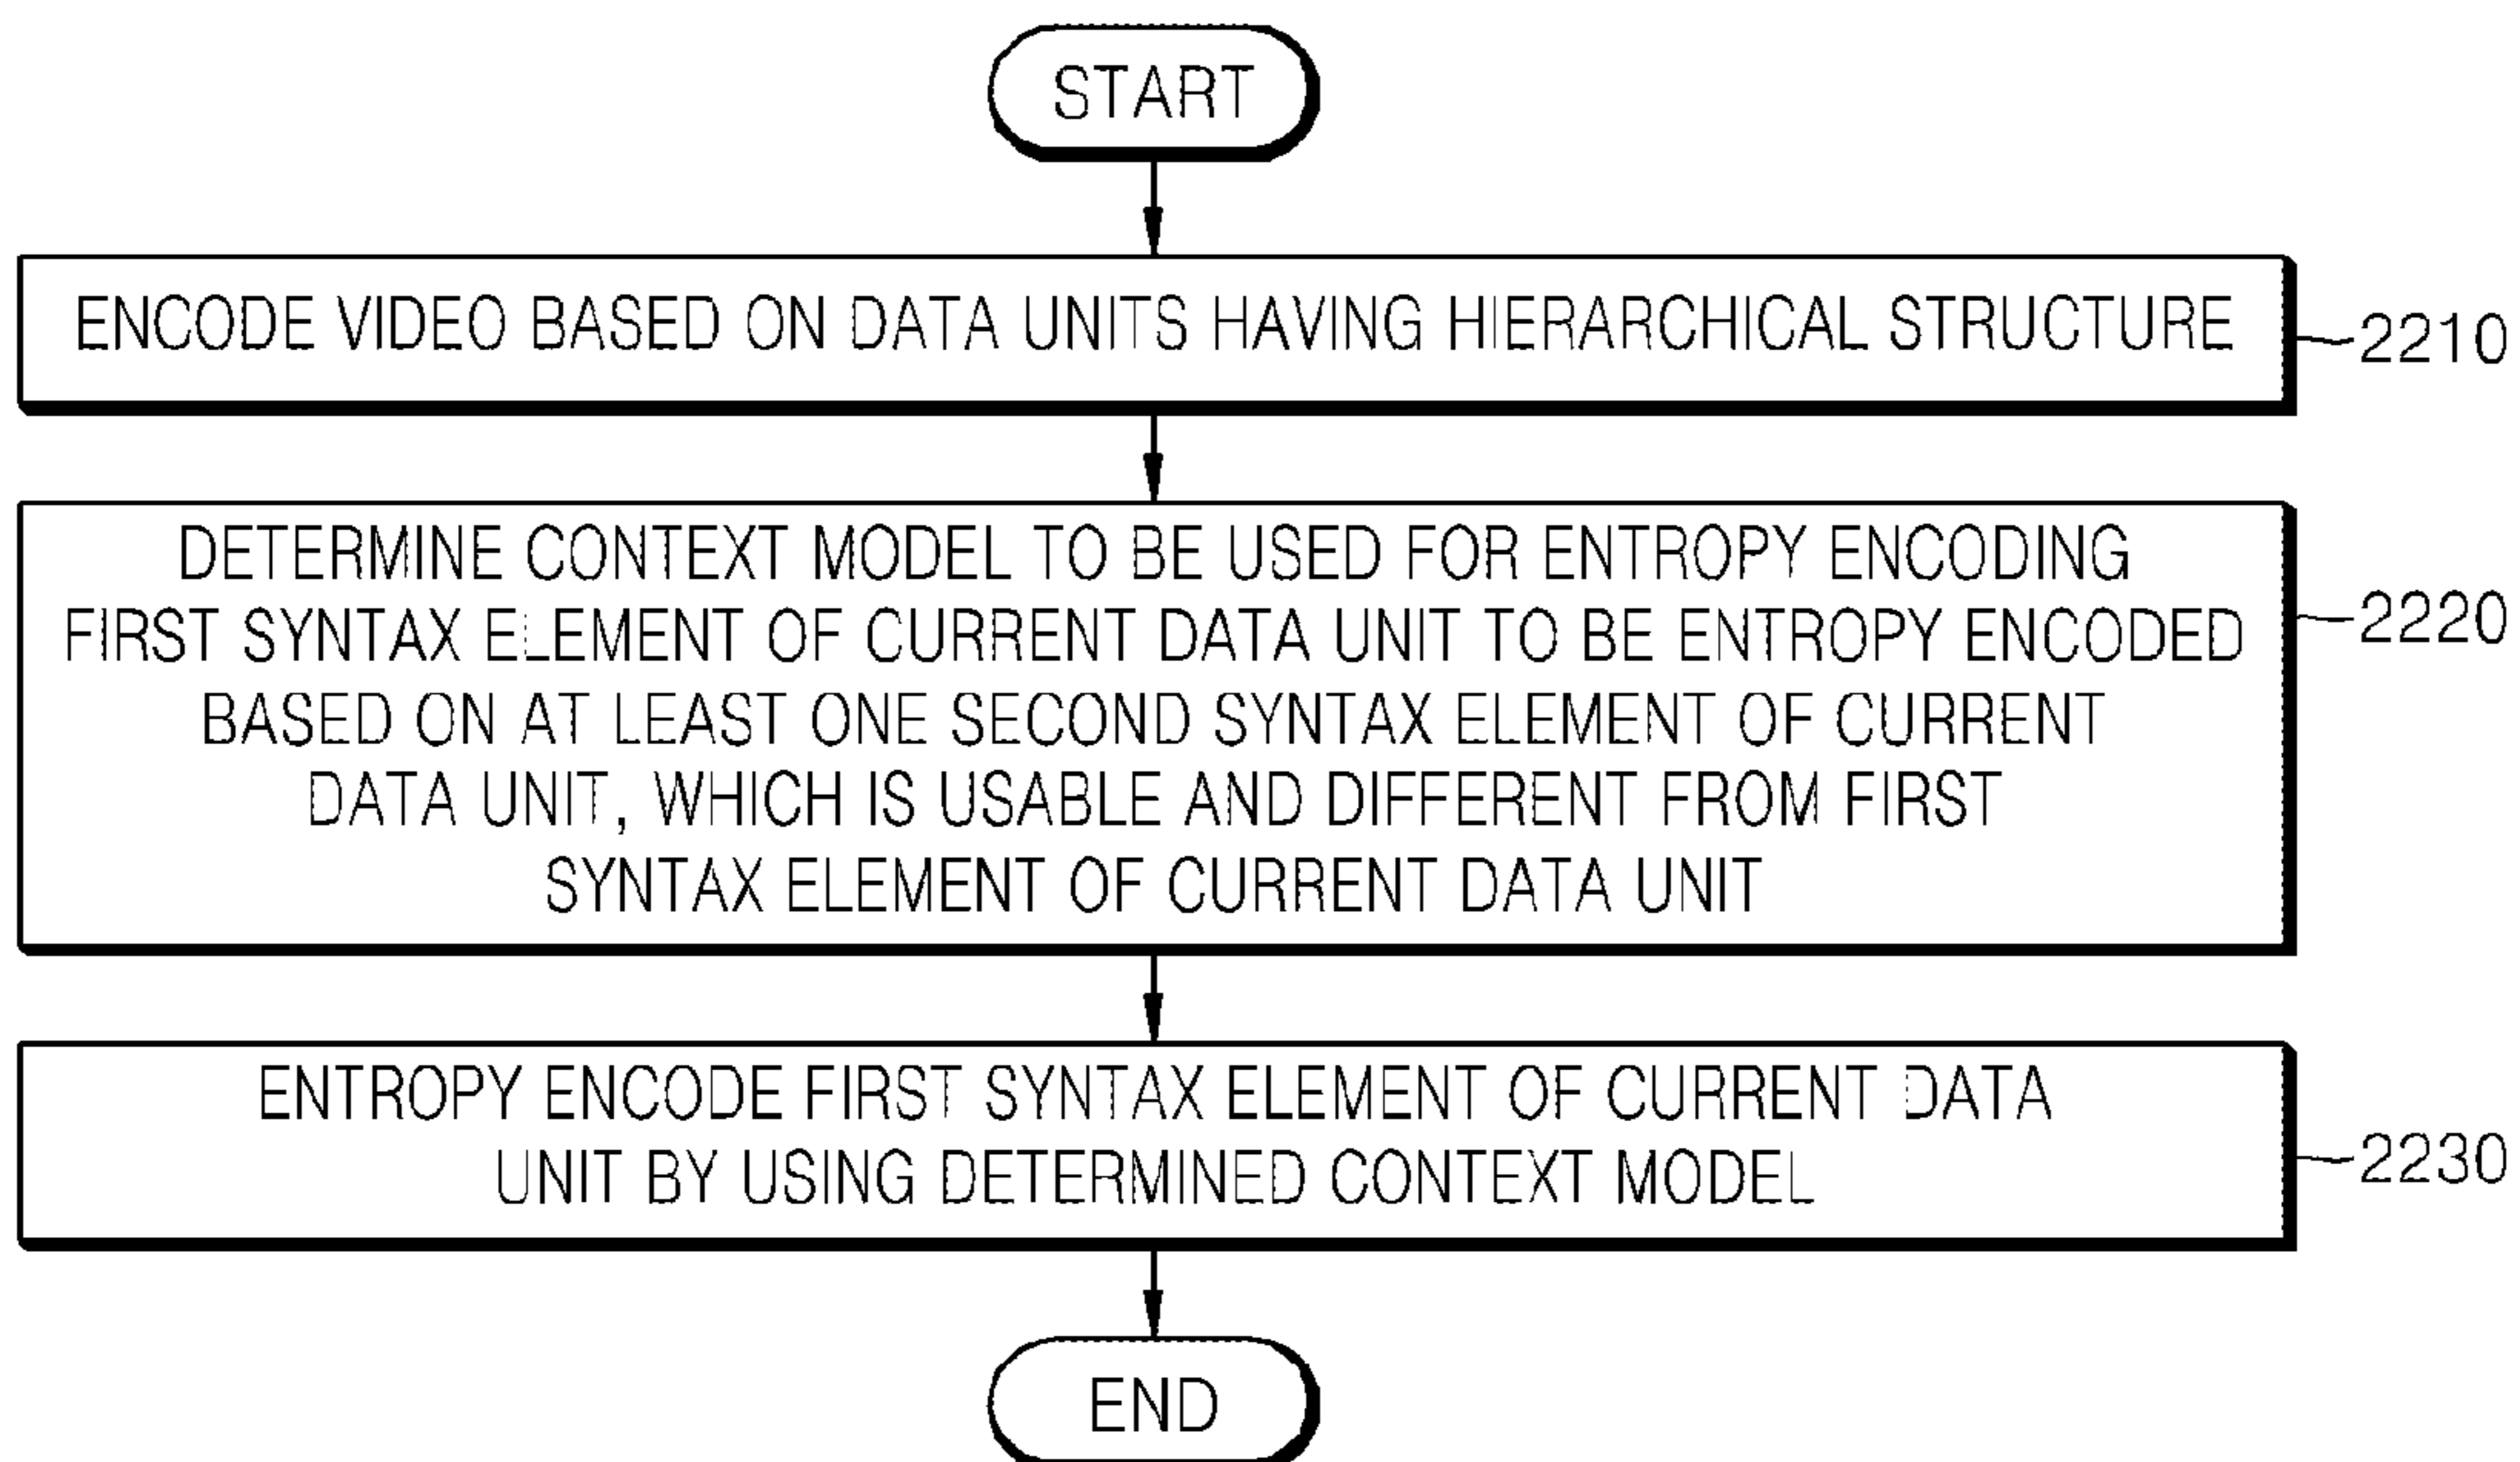 START
ENCODE VIDEO BASED ON DATA UNITS HAVING HIERARCHICAL STRUCTURE
2210
DETERMINE CONTEXT MODEL TO BE USED FOR ENTROPY ENCODING
FIRST SYNTAX ELEMENT OF CURRENT DATA UNIT TO BE ENTROPY ENCODED
BASED ON AT LEAST ONE SECOND SYNTAX ELEMENT OF CURRENT
DATA UNIT, WHICH IS USABLE AND DIFFERENT FROM FIRST
SYNTAX ELEMENT OF CURRENT DATA UNIT
2220
ENTROPY ENCODE FIRST SYNTAX ELEMENT OF CURRENT DATA
UNIT BY USING DETERMINED CONTEXT MODEL
2230
END